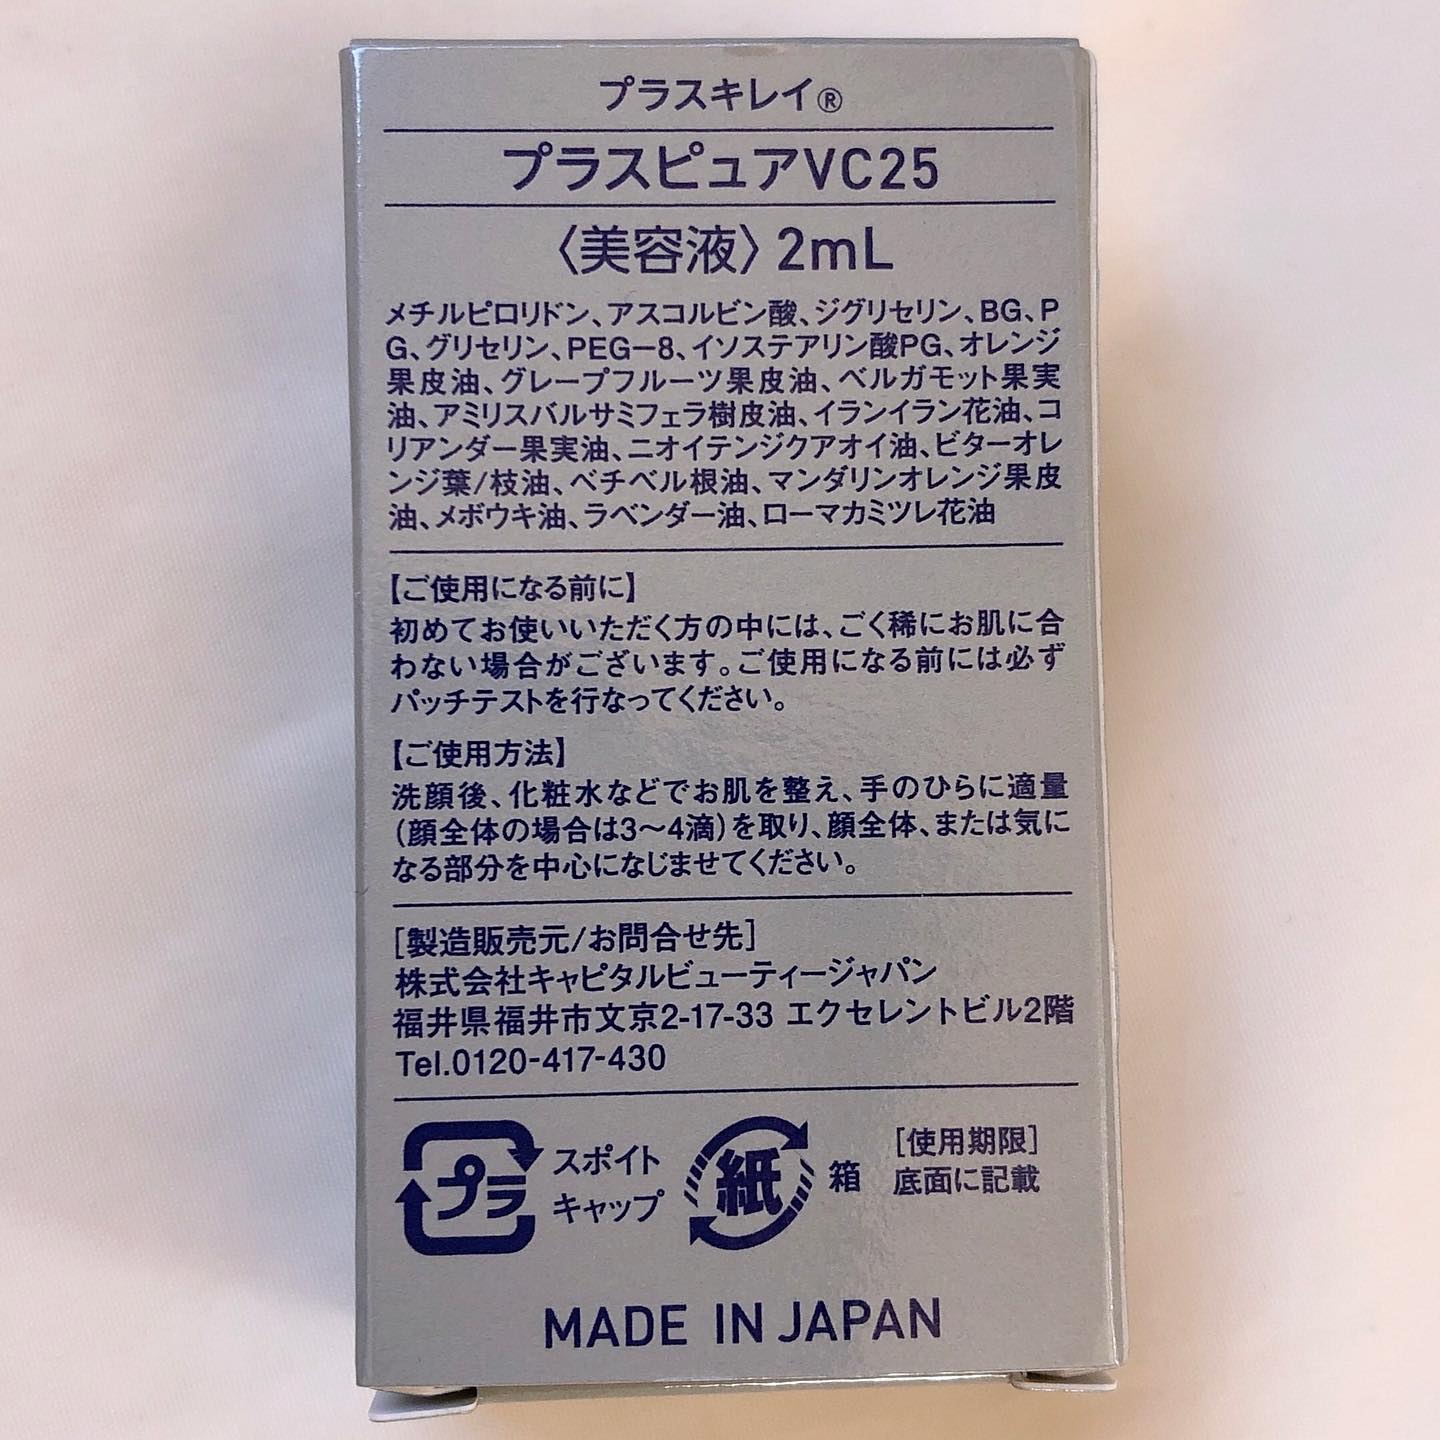 プラスキレイ®
プラスピュアVC25
〈美容液〉2mL
メチルピロリドン、アスコルビン酸、ジグリセリン、BG、P
G、グリセリン、PEG−8、イソステアリン酸PG、オレンジ
果皮油、グレープフルーツ果皮油、ベルガモット果実
油、アミリスバルサミフェラ樹皮油、イランイラン花油、コ
リアンダー果実油、ニオイテンジクアオイ油、ビターオレ
ンジ葉/枝油、ベチベル根油、マンダリンオレンジ果皮
油、メボウキ油、ラベンダー油、ローマカミツレ花油
【ご使用になる前に】
初めてお使いいただく方の中には、ごく稀にお肌に合
わない場合がございます。ご使用になる前には必ず
パッチテストを行なってください。
【ご使用方法】
洗顔後、化粧水などでお肌を整え、手のひらに適量
(顔全体の場合は3〜4滴)を取り、顔全体、または気に
なる部分を中心になじませてください。
[製造販売元/お問合せ先]
株式会社キャピタルビューティージャパン
福井県福井市文京2-17-33 エクセレントビル2階
Tel.0120-417-430
プラ スポイト キャップ
紙 箱
[使用期限]
底面に記載
MADE IN JAPAN